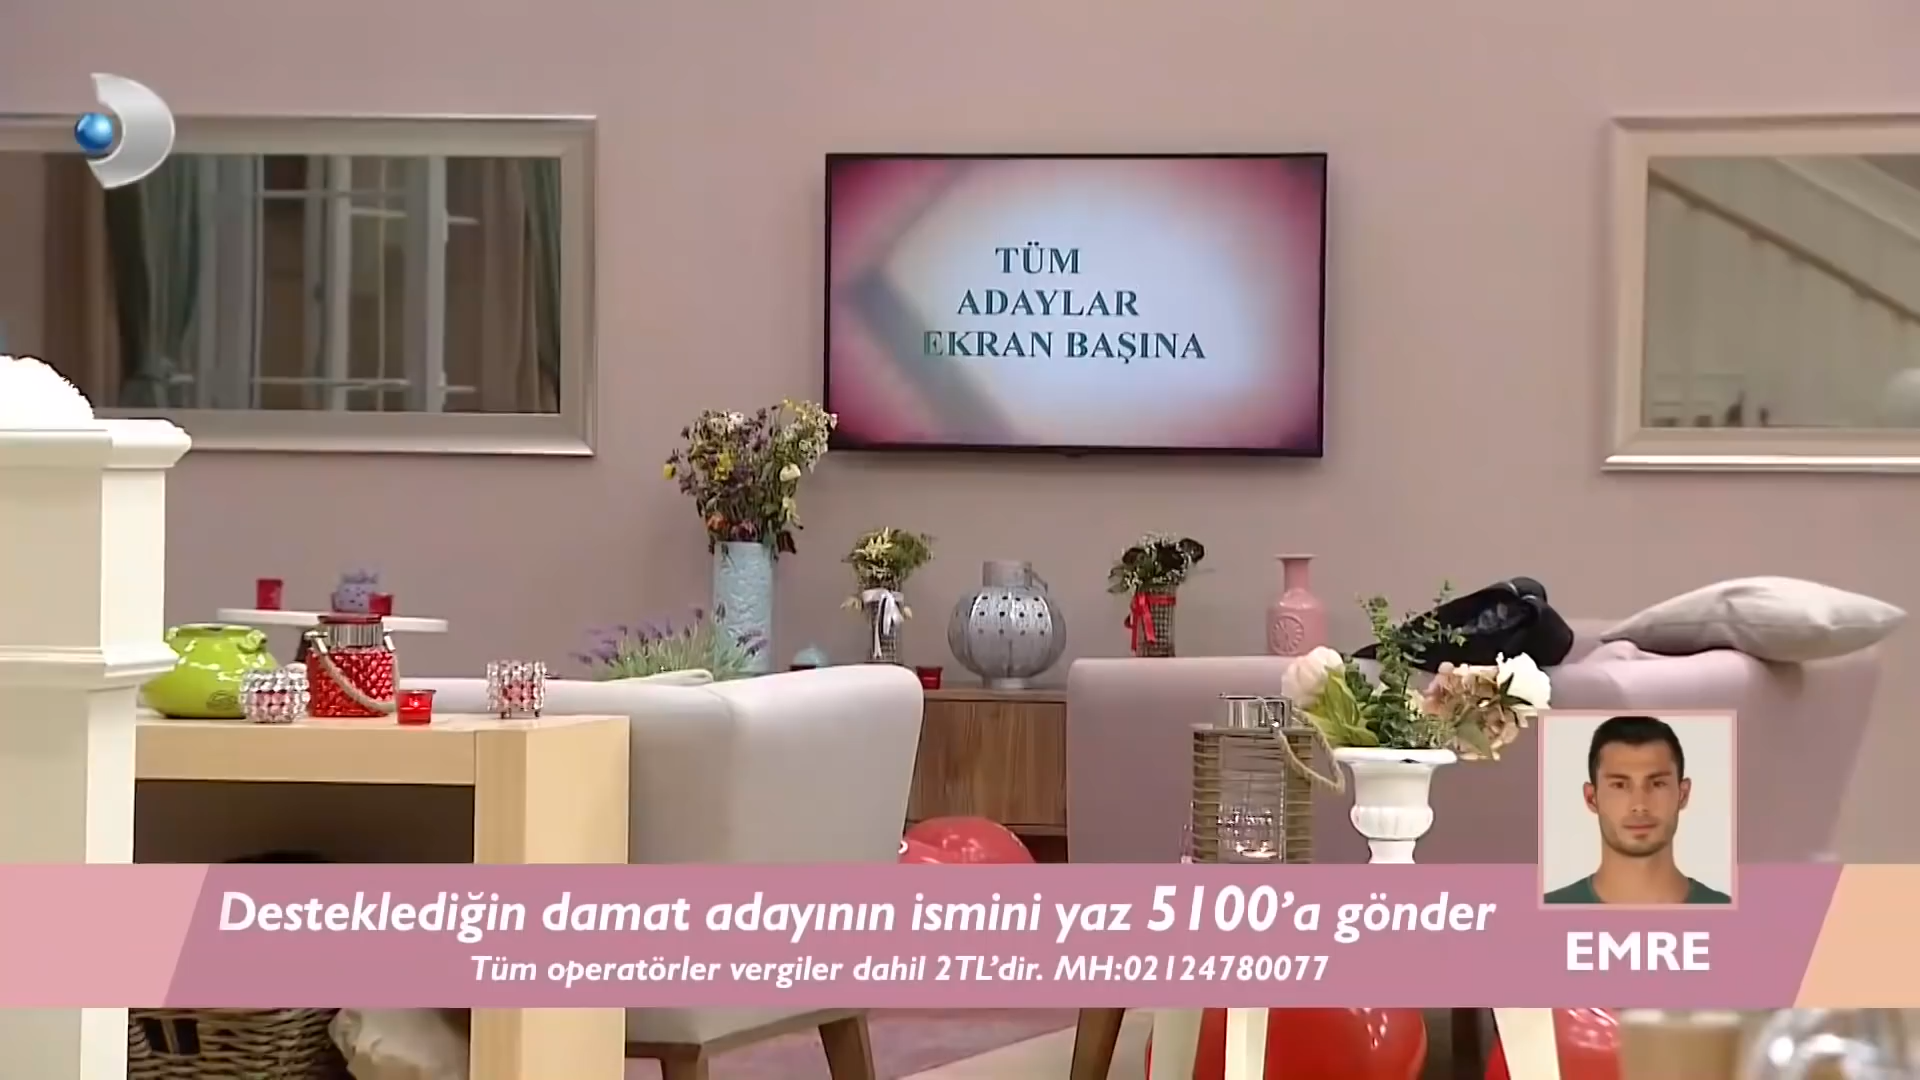 TÜM
ADAYLAR
EKRAN BAŞINA
Desteklediğin damat adayının ismini yaz 5100'a gönder
Tüm operatörler vergiler dahil 2TL'dir. MH:02124780077
EMRE